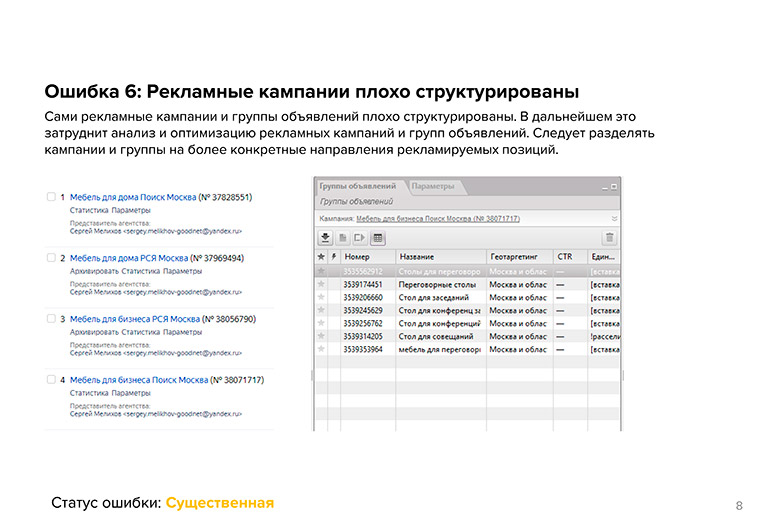 Ошибка 6: Рекламные кампании плохо структурированы
Сами рекламные кампании и группы объявлений плохо структурированы. В дальнейшем это
затруднит анализ и оптимизацию рекламных кампаний и групп объявлений. Следует разделять
кампании и группы на более конкретные направления рекламируемых позиций.
1 Мебель для дома Поиск Москва (№ 37828551)
Статистика Параметры
Представитель агентства:
Сергей Мелихов <sergey.melikhov-goodnet@yandex.ru>
2 Мебель для дома РСЯ Москва (№ 37969494)
Архивировать Статистика Параметры
Представитель агентства:
Сергей Мелихов <sergey.melikhov-goodnet@yandex.ru>
3 Мебель для бизнеса РСЯ Москва (№ 38056790)
Архивировать Статистика Параметры
Представитель агентства:
Сергей Мелихов <sergey.melikhov-goodnet@yandex.ru>
4 Мебель для бизнеса Поиск Москва (№ 38071717)
Статистика Параметры
Представитель агентства:
Сергей Мелихов <sergey.melikhov-goodnet@yandex.ru>
Группы объявлений Параметры
Группы объявлений
Кампания: Мебель для бизнеса Поиск Москва (№ 38071717)
Номер Название Геотаргетинг CTR Един...
3535562912 Столы для переговоро Москва и облас — [вставка
3539174451 Переговорные столы Москва и облас — [вставка
3539206660 Стол для заседаний Москва и облас — [вставка
3539245629 Стол для конференц за Москва и облас — [вставка
3539256762 Стол для конференций Москва и облас — [вставка
3539314205 Стол для совещаний Москва и облас — !рассели
3539353964 мебель для переговоры Москва и облас — [вставка
Статус ошибки: Существенная
8